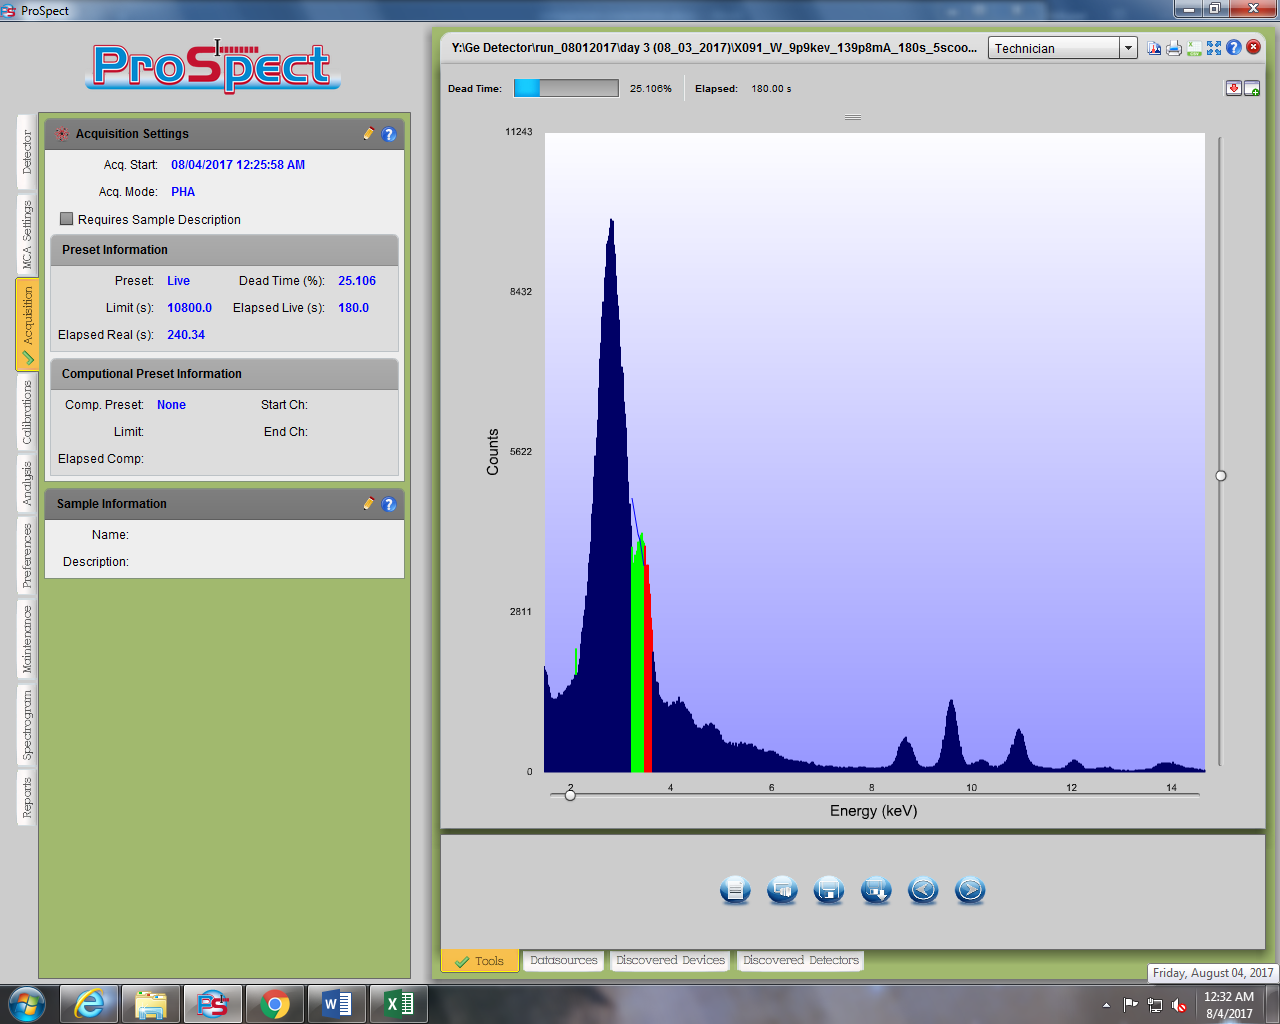 ProSpect
ProSpect
Y:\Ge Detector\run_08012017\day 3 (08_03_2017)\X091_W_9p9kev_139p8mA_180s_5scoo...
Technician
Dead Time:
25.106%
Elapsed:
180.00 s
Detector
MCA Settings
Acquisition
Calibrations
Analysis
Preferences
Maintenance
Spectrogram
Reports
Acquisition Settings
Acq. Start: 08/04/2017 12:25:58 AM
Acq. Mode: PHA
Requires Sample Description
Preset Information
Preset: Live Dead Time (%): 25.106
Limit (s): 10800.0 Elapsed Live (s): 180.0
Elapsed Real (s): 240.34
Computional Preset Information
Comp. Preset: None Start Ch:
Limit: End Ch:
Elapsed Comp:
Sample Information
Name:
Description:
11243
8432
5622
2811
0
Counts
2 4 6 8 10 12 14
Energy (keV)
Tools
Datasources
Discovered Devices
Discovered Detectors
Friday, August 04, 2017
12:32 AM
8/4/2017